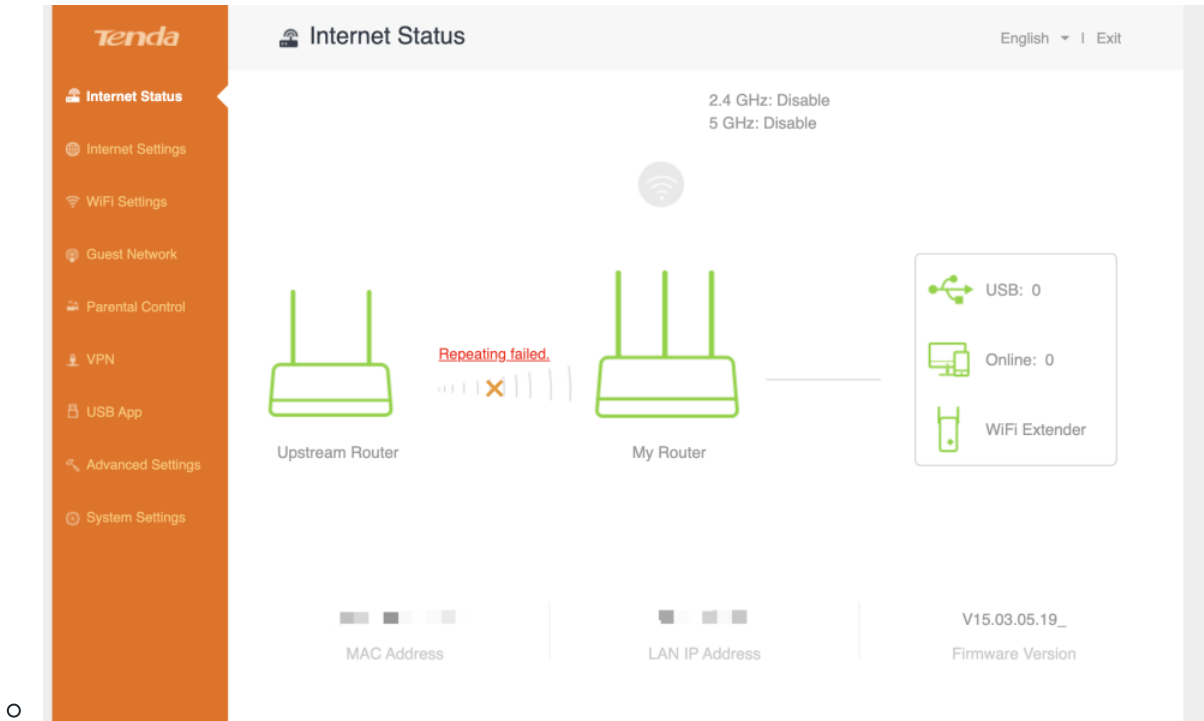 Tenda
Internet Status
English | Exit
Internet Status
Internet Settings
WiFi Settings
Guest Network
Parental Control
VPN
USB App
Advanced Settings
System Settings
2.4 GHz: Disable
5 GHz: Disable
Repeating failed.
Upstream Router
My Router
USB: 0
Online: 0
WiFi Extender
MAC Address
LAN IP Address
V15.03.05.19_
Firmware Version